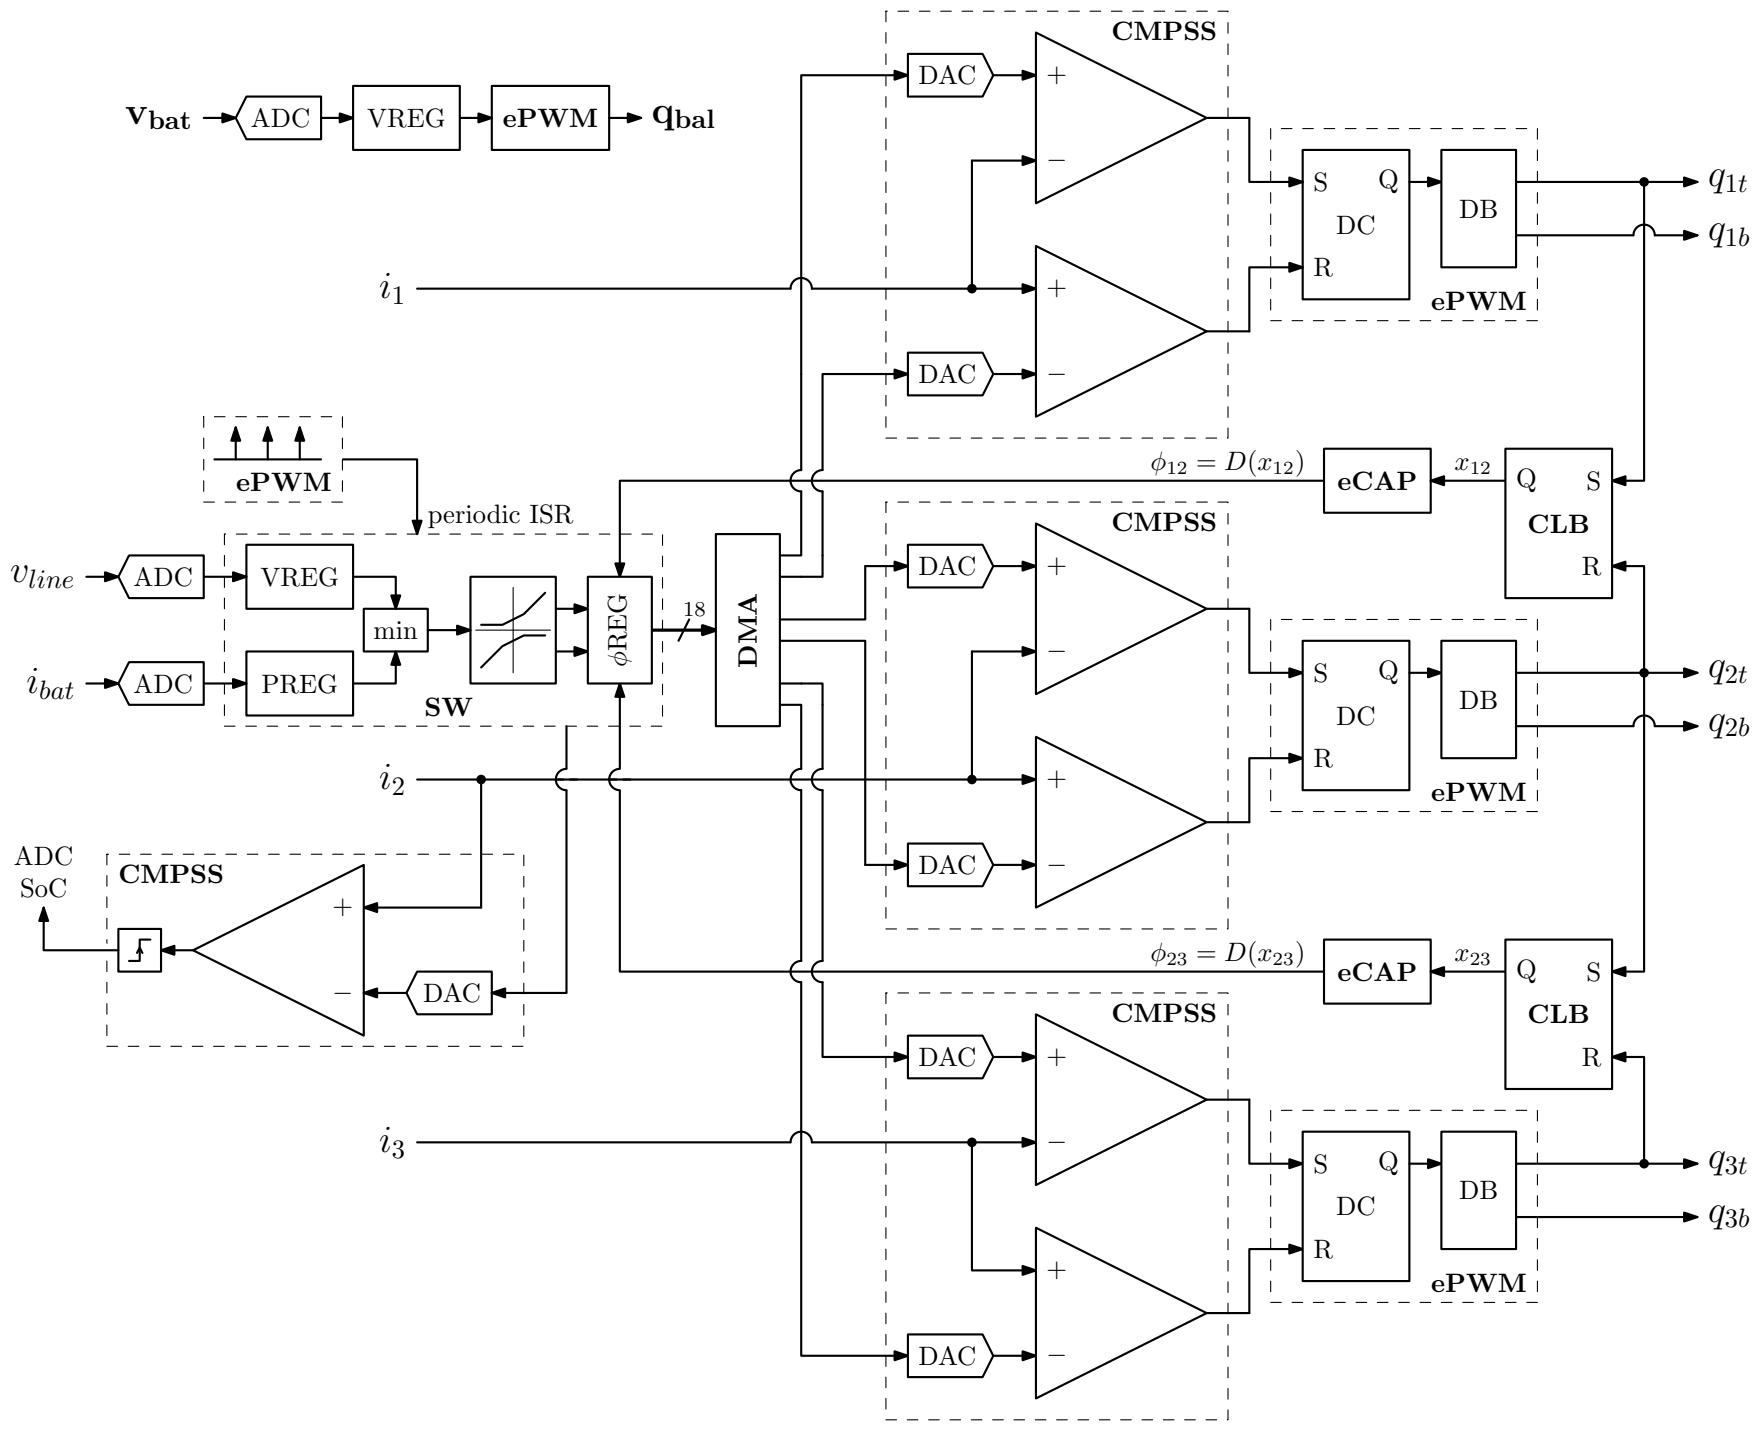 CMPSS
DAC
+
−
v_bat
ADC
VREG
ePWM
q_bal
S
Q
DC
R
DB
ePWM
q_1t
q_1b
i_1
+
−
DAC
ePWM
periodic ISR
ϕ_12 = D(x_12)
eCAP
x_12
Q
S
CLB
R
v_line
ADC
VREG
min
i_bat
ADC
PREG
SW
ϕREG
18
DMA
CMPSS
DAC
+
−
S
Q
DC
R
DB
ePWM
q_2t
q_2b
i_2
+
−
DAC
ADC
SoC
CMPSS
+
−
DAC
ϕ_23 = D(x_23)
eCAP
x_23
Q
S
CLB
R
CMPSS
DAC
+
−
i_3
S
Q
DC
R
DB
ePWM
q_3t
q_3b
+
−
DAC